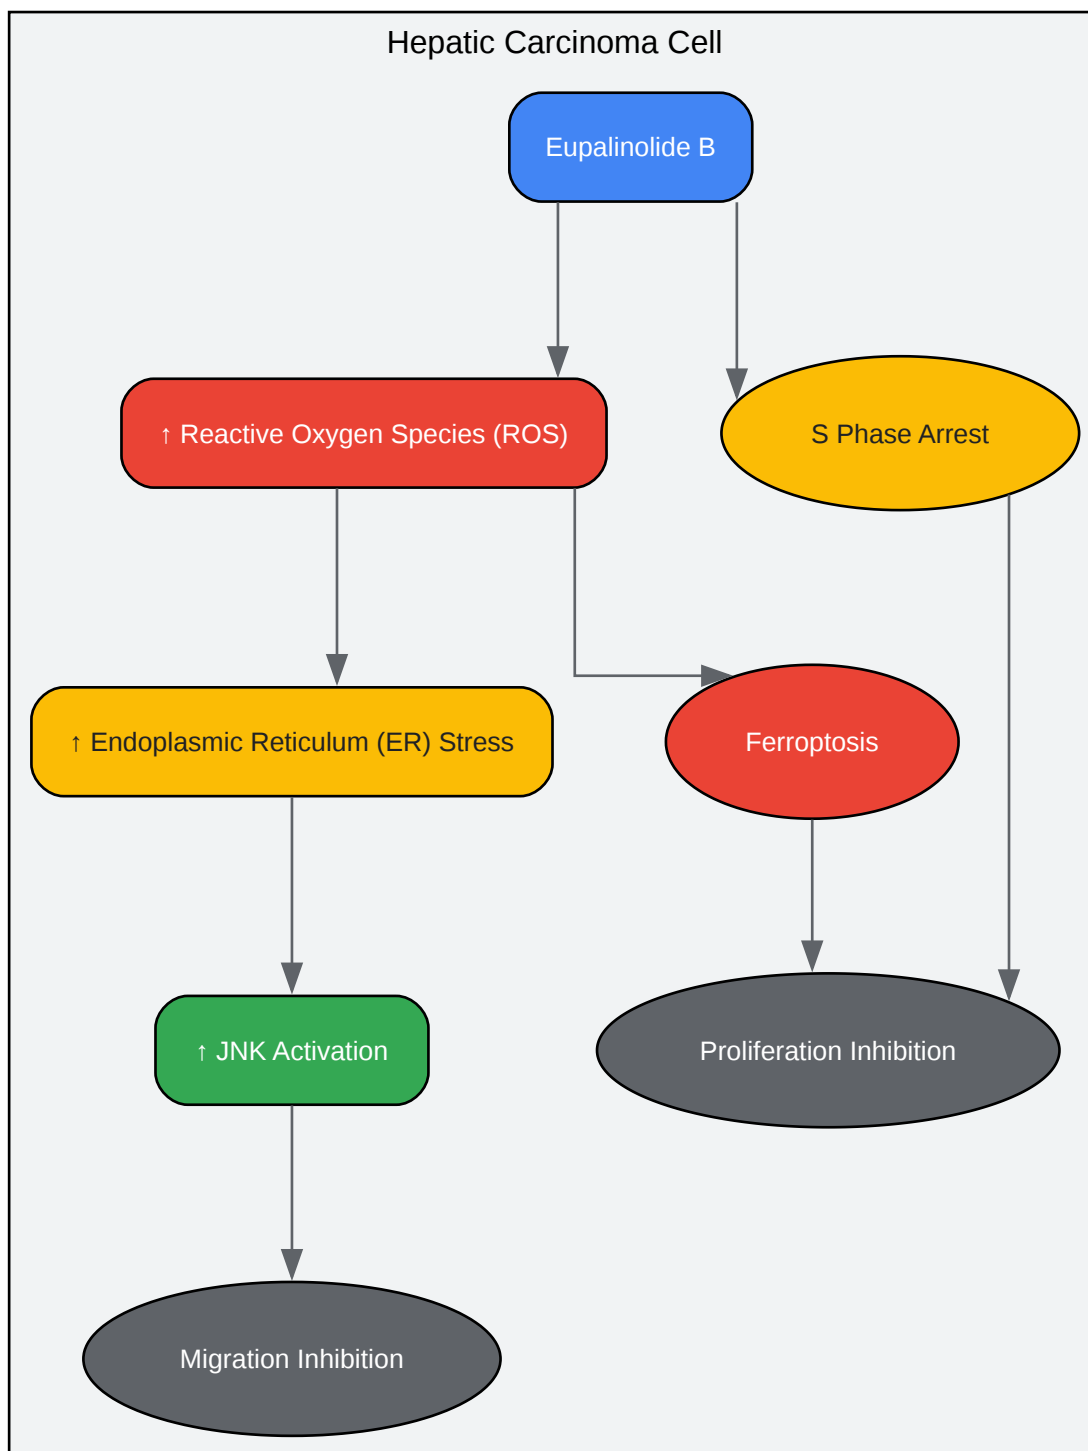 Hepatic Carcinoma Cell
Eupalinolide B
↑ Reactive Oxygen Species (ROS)
S Phase Arrest
↑ Endoplasmic Reticulum (ER) Stress
Ferroptosis
↑ JNK Activation
Proliferation Inhibition
Migration Inhibition